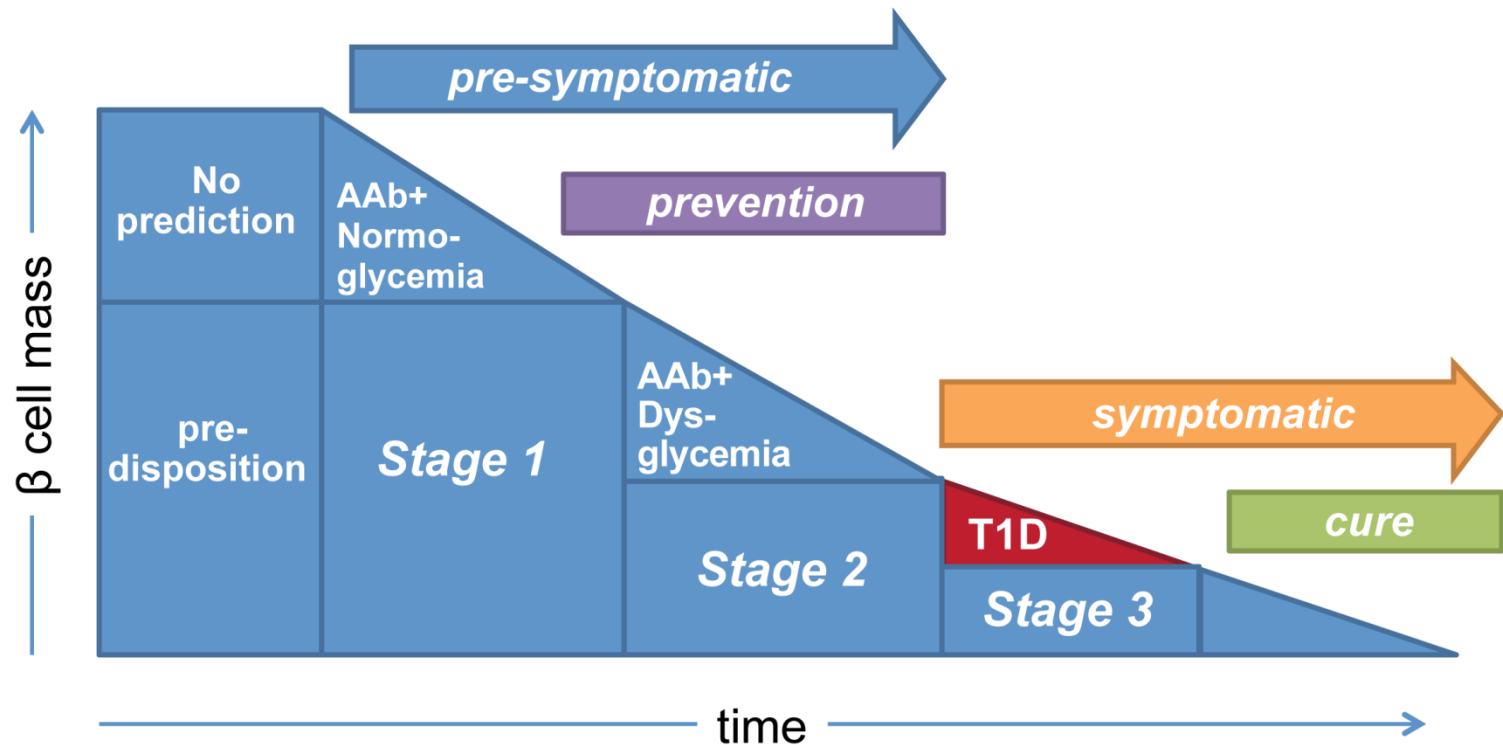 pre-symptomatic
No
prediction
AAb+
Normo-
glycemia
prevention
β cell mass
pre-
disposition
Stage 1
AAb+
Dys-
glycemia
symptomatic
Stage 2
T1D
cure
Stage 3
time